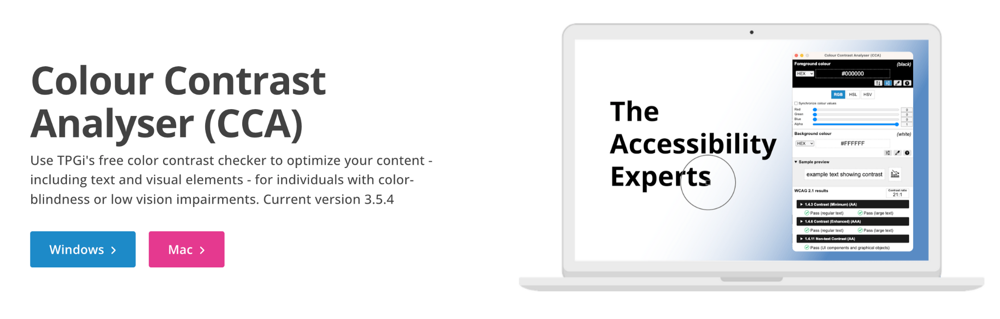 Colour Contrast
Analyser (CCA)
Use TPGi's free color contrast checker to optimize your content -
including text and visual elements - for individuals with color-
blindness or low vision impairments. Current version 3.5.4
Windows
Mac
The
Accessibility
Experts
Colour Contrast Analyser (CCA)
Foreground colour (black)
HEX #000000
RGB HSL HSV
Synchronize colour values
Red 0
Green 0
Blue 0
Alpha 1
Background colour (white)
HEX #FFFFFF
Sample preview
example text showing contrast
WCAG 2.1 results Contrast ratio
21:1
1.4.3 Contrast (Minimum) (AA)
Pass (regular text) Pass (large text)
1.4.6 Contrast (Enhanced) (AAA)
Pass (regular text) Pass (large text)
1.4.11 Non-text Contrast (AA)
Pass (UI components and graphical objects)